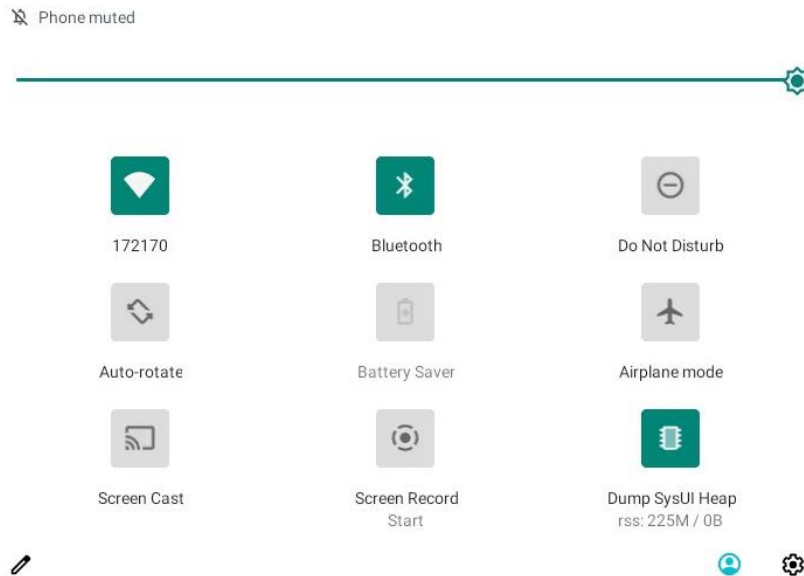 Phone muted
172170
Bluetooth
Do Not Disturb
Auto-rotate
Battery Saver
Airplane mode
Screen Cast
Screen Record
Start
Dump SysUI Heap
rss: 225M / 0B